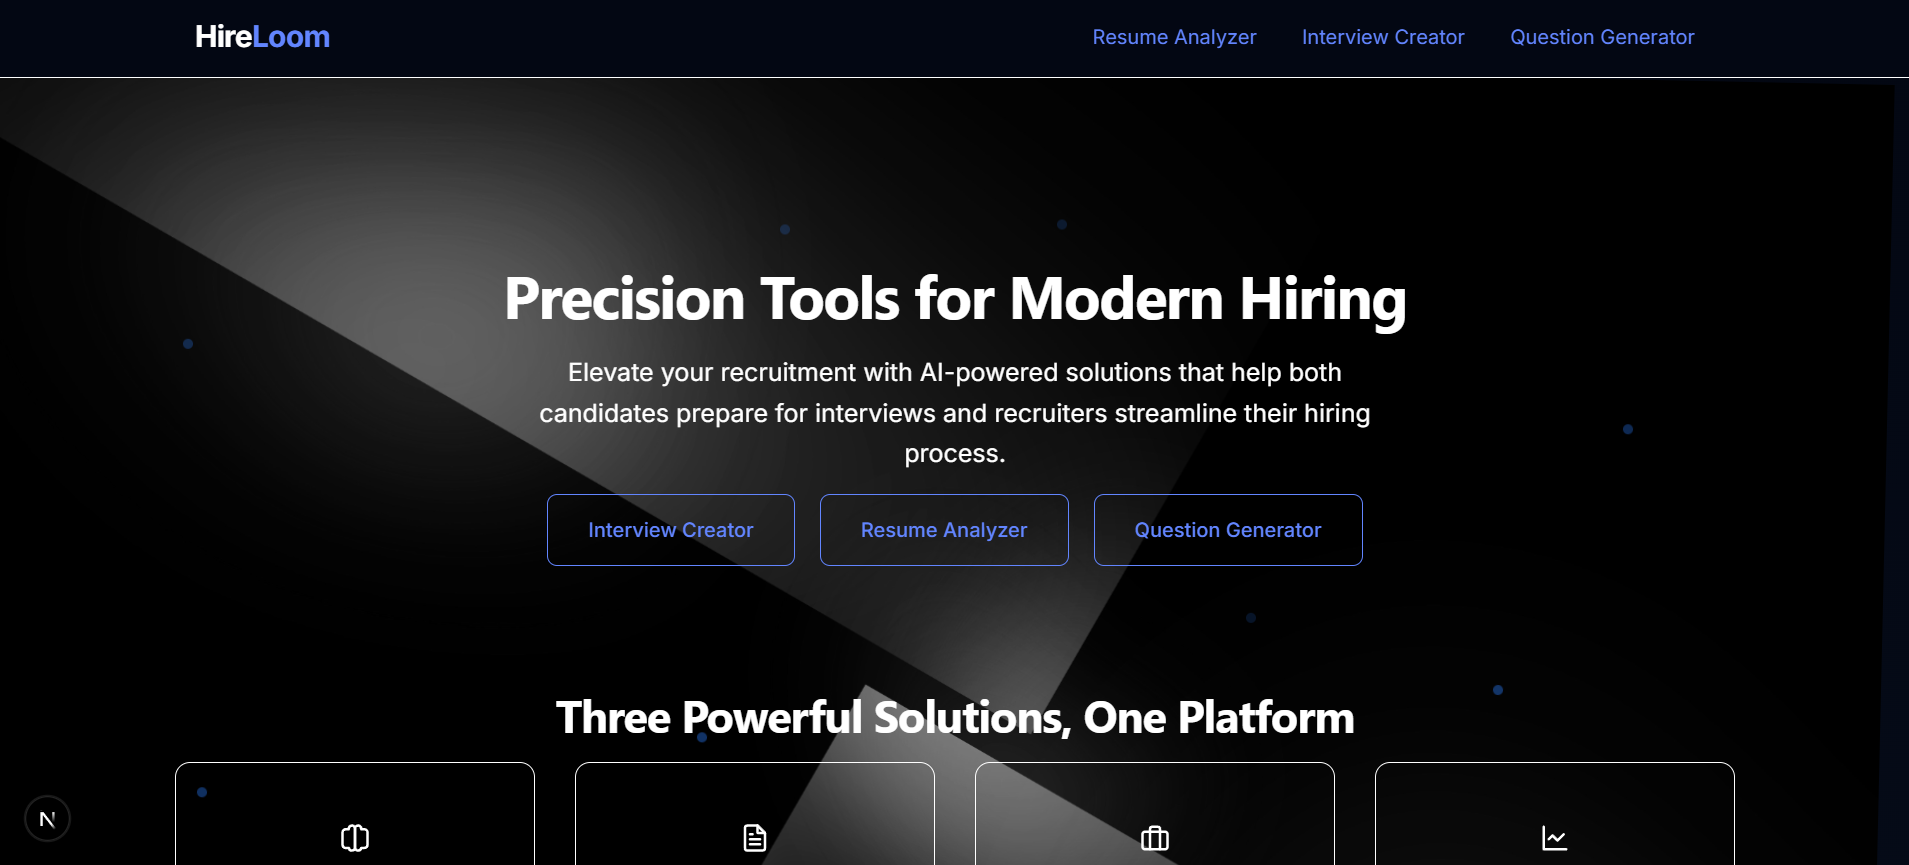 HireLoom
Resume Analyzer
Interview Creator
Question Generator
Precision Tools for Modern Hiring
Elevate your recruitment with AI-powered solutions that help both
candidates prepare for interviews and recruiters streamline their hiring
process.
Interview Creator
Resume Analyzer
Question Generator
Three Powerful Solutions, One Platform
N